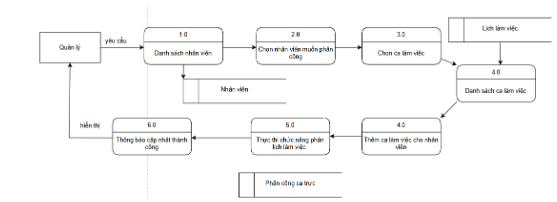 Lịch làm việc
1.0
2.0
3.0
yêu cầu
Quản lý
Danh sách nhân viên
Chọn nhân viên muốn phân
công
Chọn ca làm việc
4.0
Danh sách ca làm việc
Nhân viên
6.0
5.0
4.0
hiển thị
Thông báo cập nhât thành
công
Trực thi chức năng phân
lịch làm việc
Thêm ca làm việc cho nhân
viên
Phân công ca trực